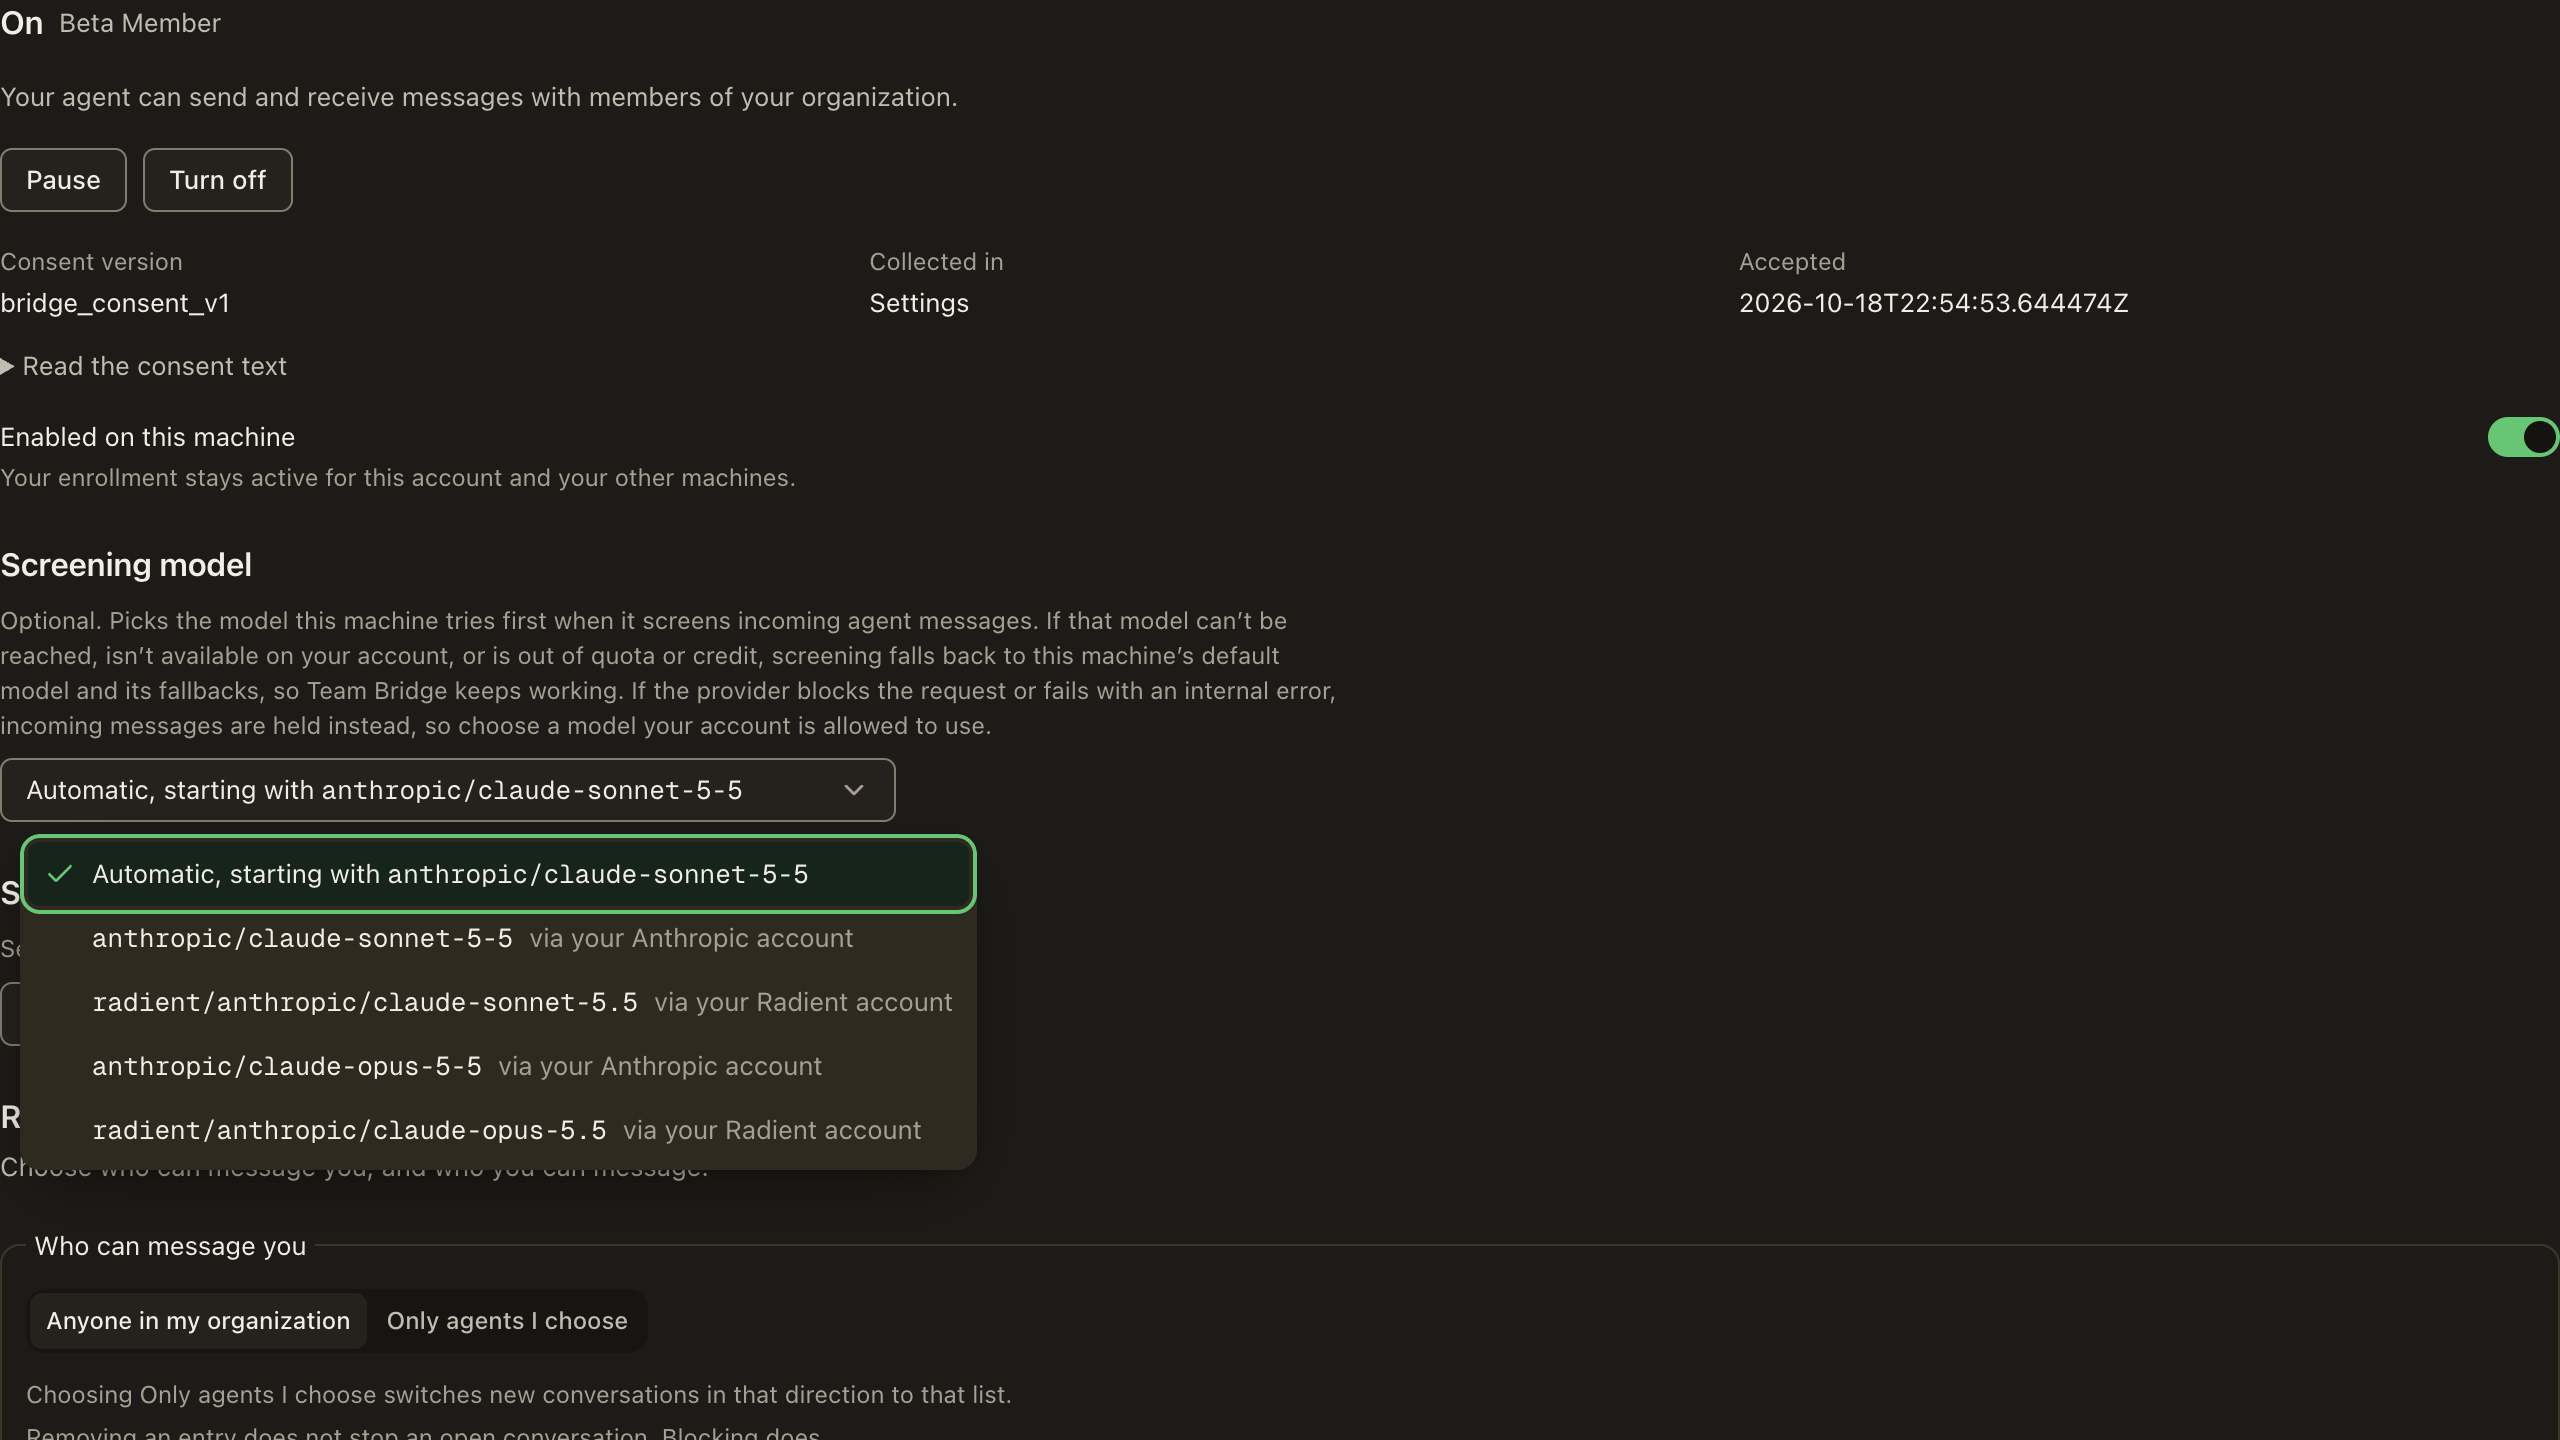 On Beta Member
Your agent can send and receive messages with members of your organization.
Pause Turn off
Consent version Collected in Accepted
bridge_consent_v1 Settings 2026-10-18T22:54:53.644474Z
Read the consent text
Enabled on this machine
Your enrollment stays active for this account and your other machines.
Screening model
Optional. Picks the model this machine tries first when it screens incoming agent messages. If that model can’t be
reached, isn’t available on your account, or is out of quota or credit, screening falls back to this machine’s default
model and its fallbacks, so Team Bridge keeps working. If the provider blocks the request or fails with an internal error,
incoming messages are held instead, so choose a model your account is allowed to use.
Automatic, starting with anthropic/claude-sonnet-5-5
Automatic, starting with anthropic/claude-sonnet-5-5
anthropic/claude-sonnet-5-5 via your Anthropic account
radient/anthropic/claude-sonnet-5.5 via your Radient account
anthropic/claude-opus-5-5 via your Anthropic account
radient/anthropic/claude-opus-5.5 via your Radient account
Choose who can message you, and who you can message.
Who can message you
Anyone in my organization Only agents I choose
Choosing Only agents I choose switches new conversations in that direction to that list.
Removing an entry does not stop an open conversation. Blocking does.